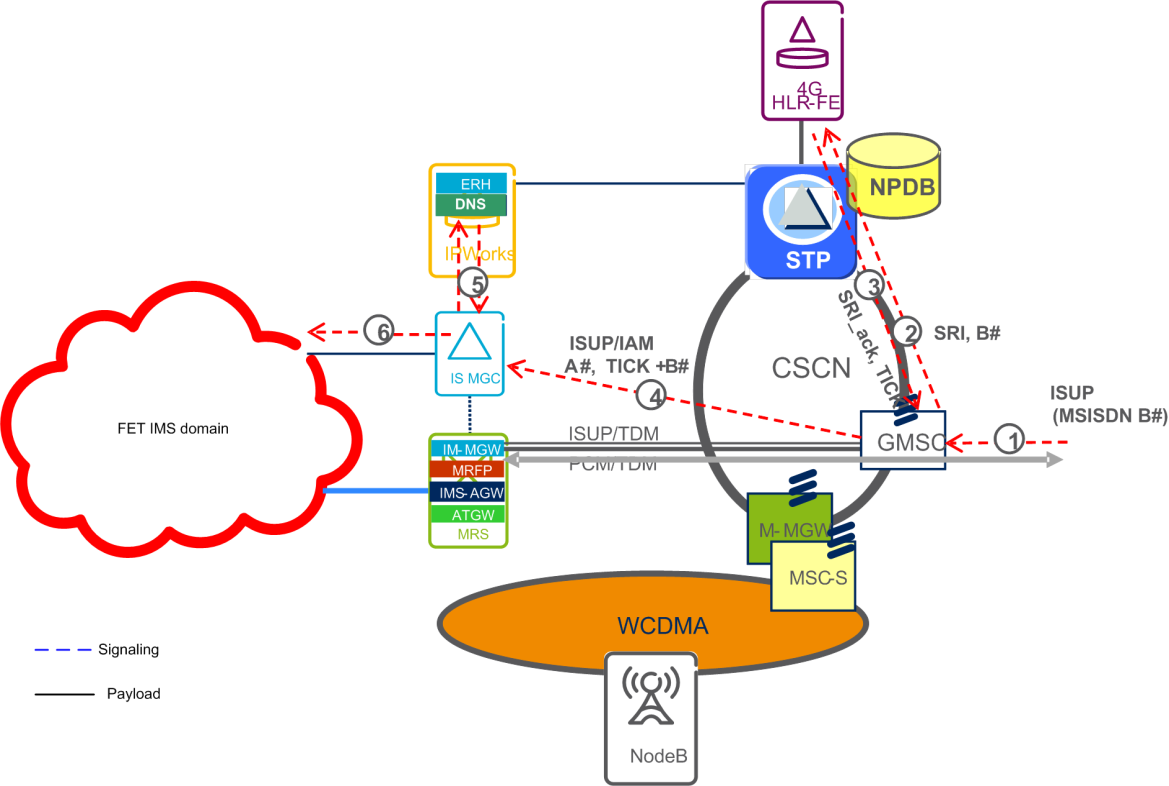 4G
HLR-FE
NPDB
ERH
DNS
IPWorks
STP
5
3
SRI_ack, TICK
2
SRI, B#
6
ISUP/IAM
A#, TICK +B#
4
IS MGC
CSCN
ISUP
(MSISDN B#)
1
FET IMS domain
ISUP/TDM
GMSC
PCM/TDM
IM-MGW
MRFP
IMS-AGW
ATGW
MRS
M-MGW
MSC-S
WCDMA
Signaling
Payload
NodeB